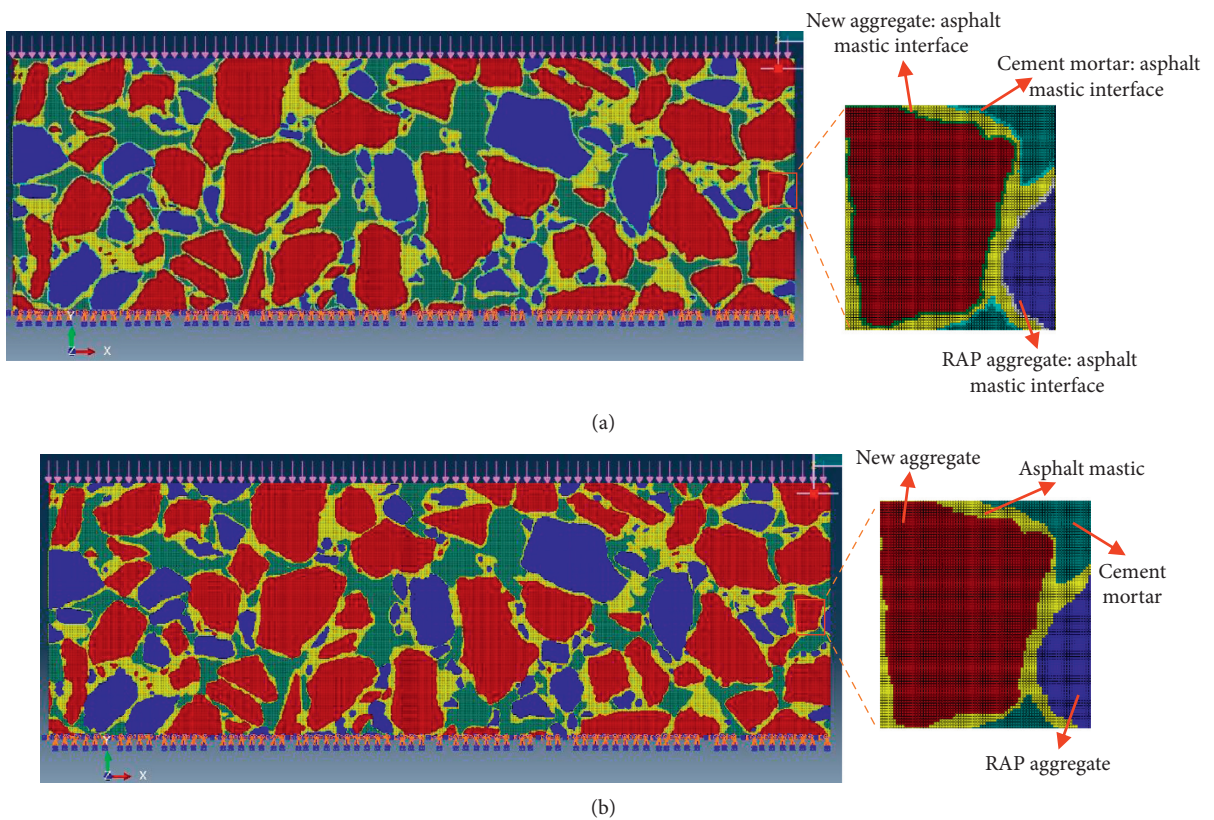 New aggregate: asphalt
mastic interface
Cement mortar: asphalt
mastic interface
Y
X
Z
RAP aggregate: asphalt
mastic interface
(a)
New aggregate
Asphalt mastic
Cement
mortar
Y
X
Z
RAP aggregate
(b)